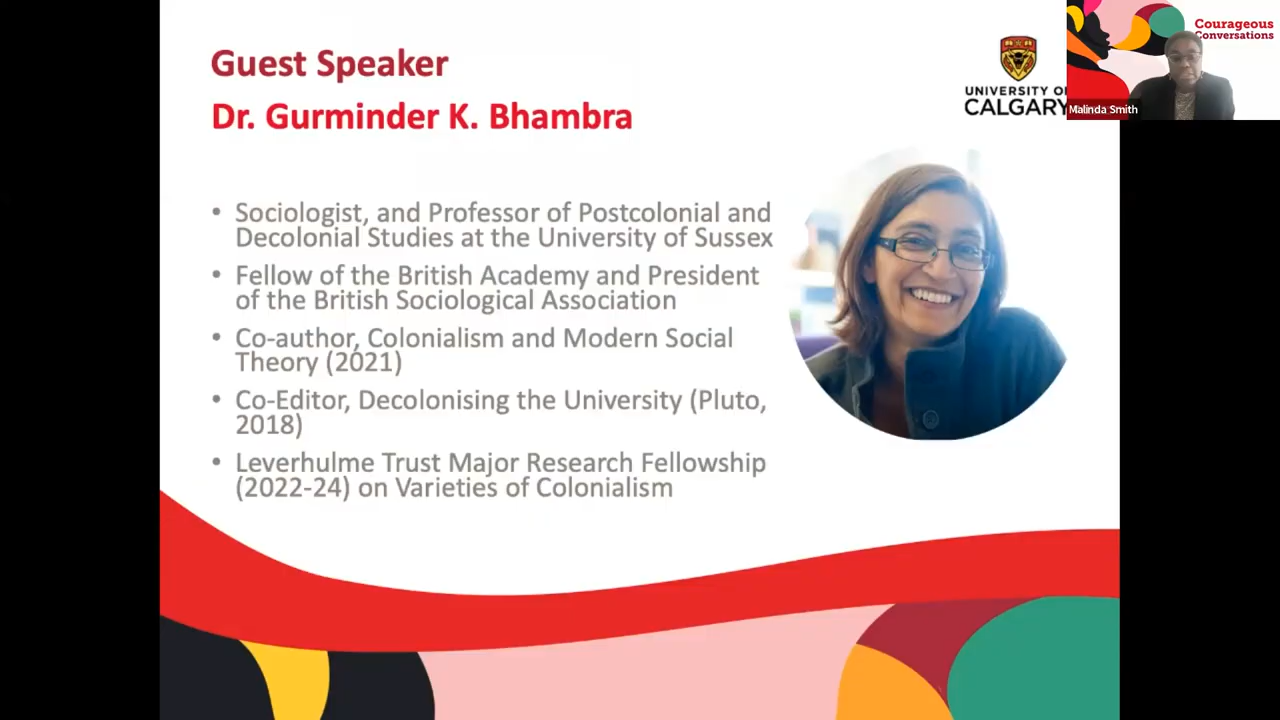 Guest Speaker
Dr. Gurminder K. Bhambra
UNIVERSITY OF
CALGARY
Courageous
Conversations
Malinda Smith
• Sociologist, and Professor of Postcolonial and
Decolonial Studies at the University of Sussex
• Fellow of the British Academy and President
of the British Sociological Association
• Co-author, Colonialism and Modern Social
Theory (2021)
• Co-Editor, Decolonising the University (Pluto,
2018)
• Leverhulme Trust Major Research Fellowship
(2022-24) on Varieties of Colonialism